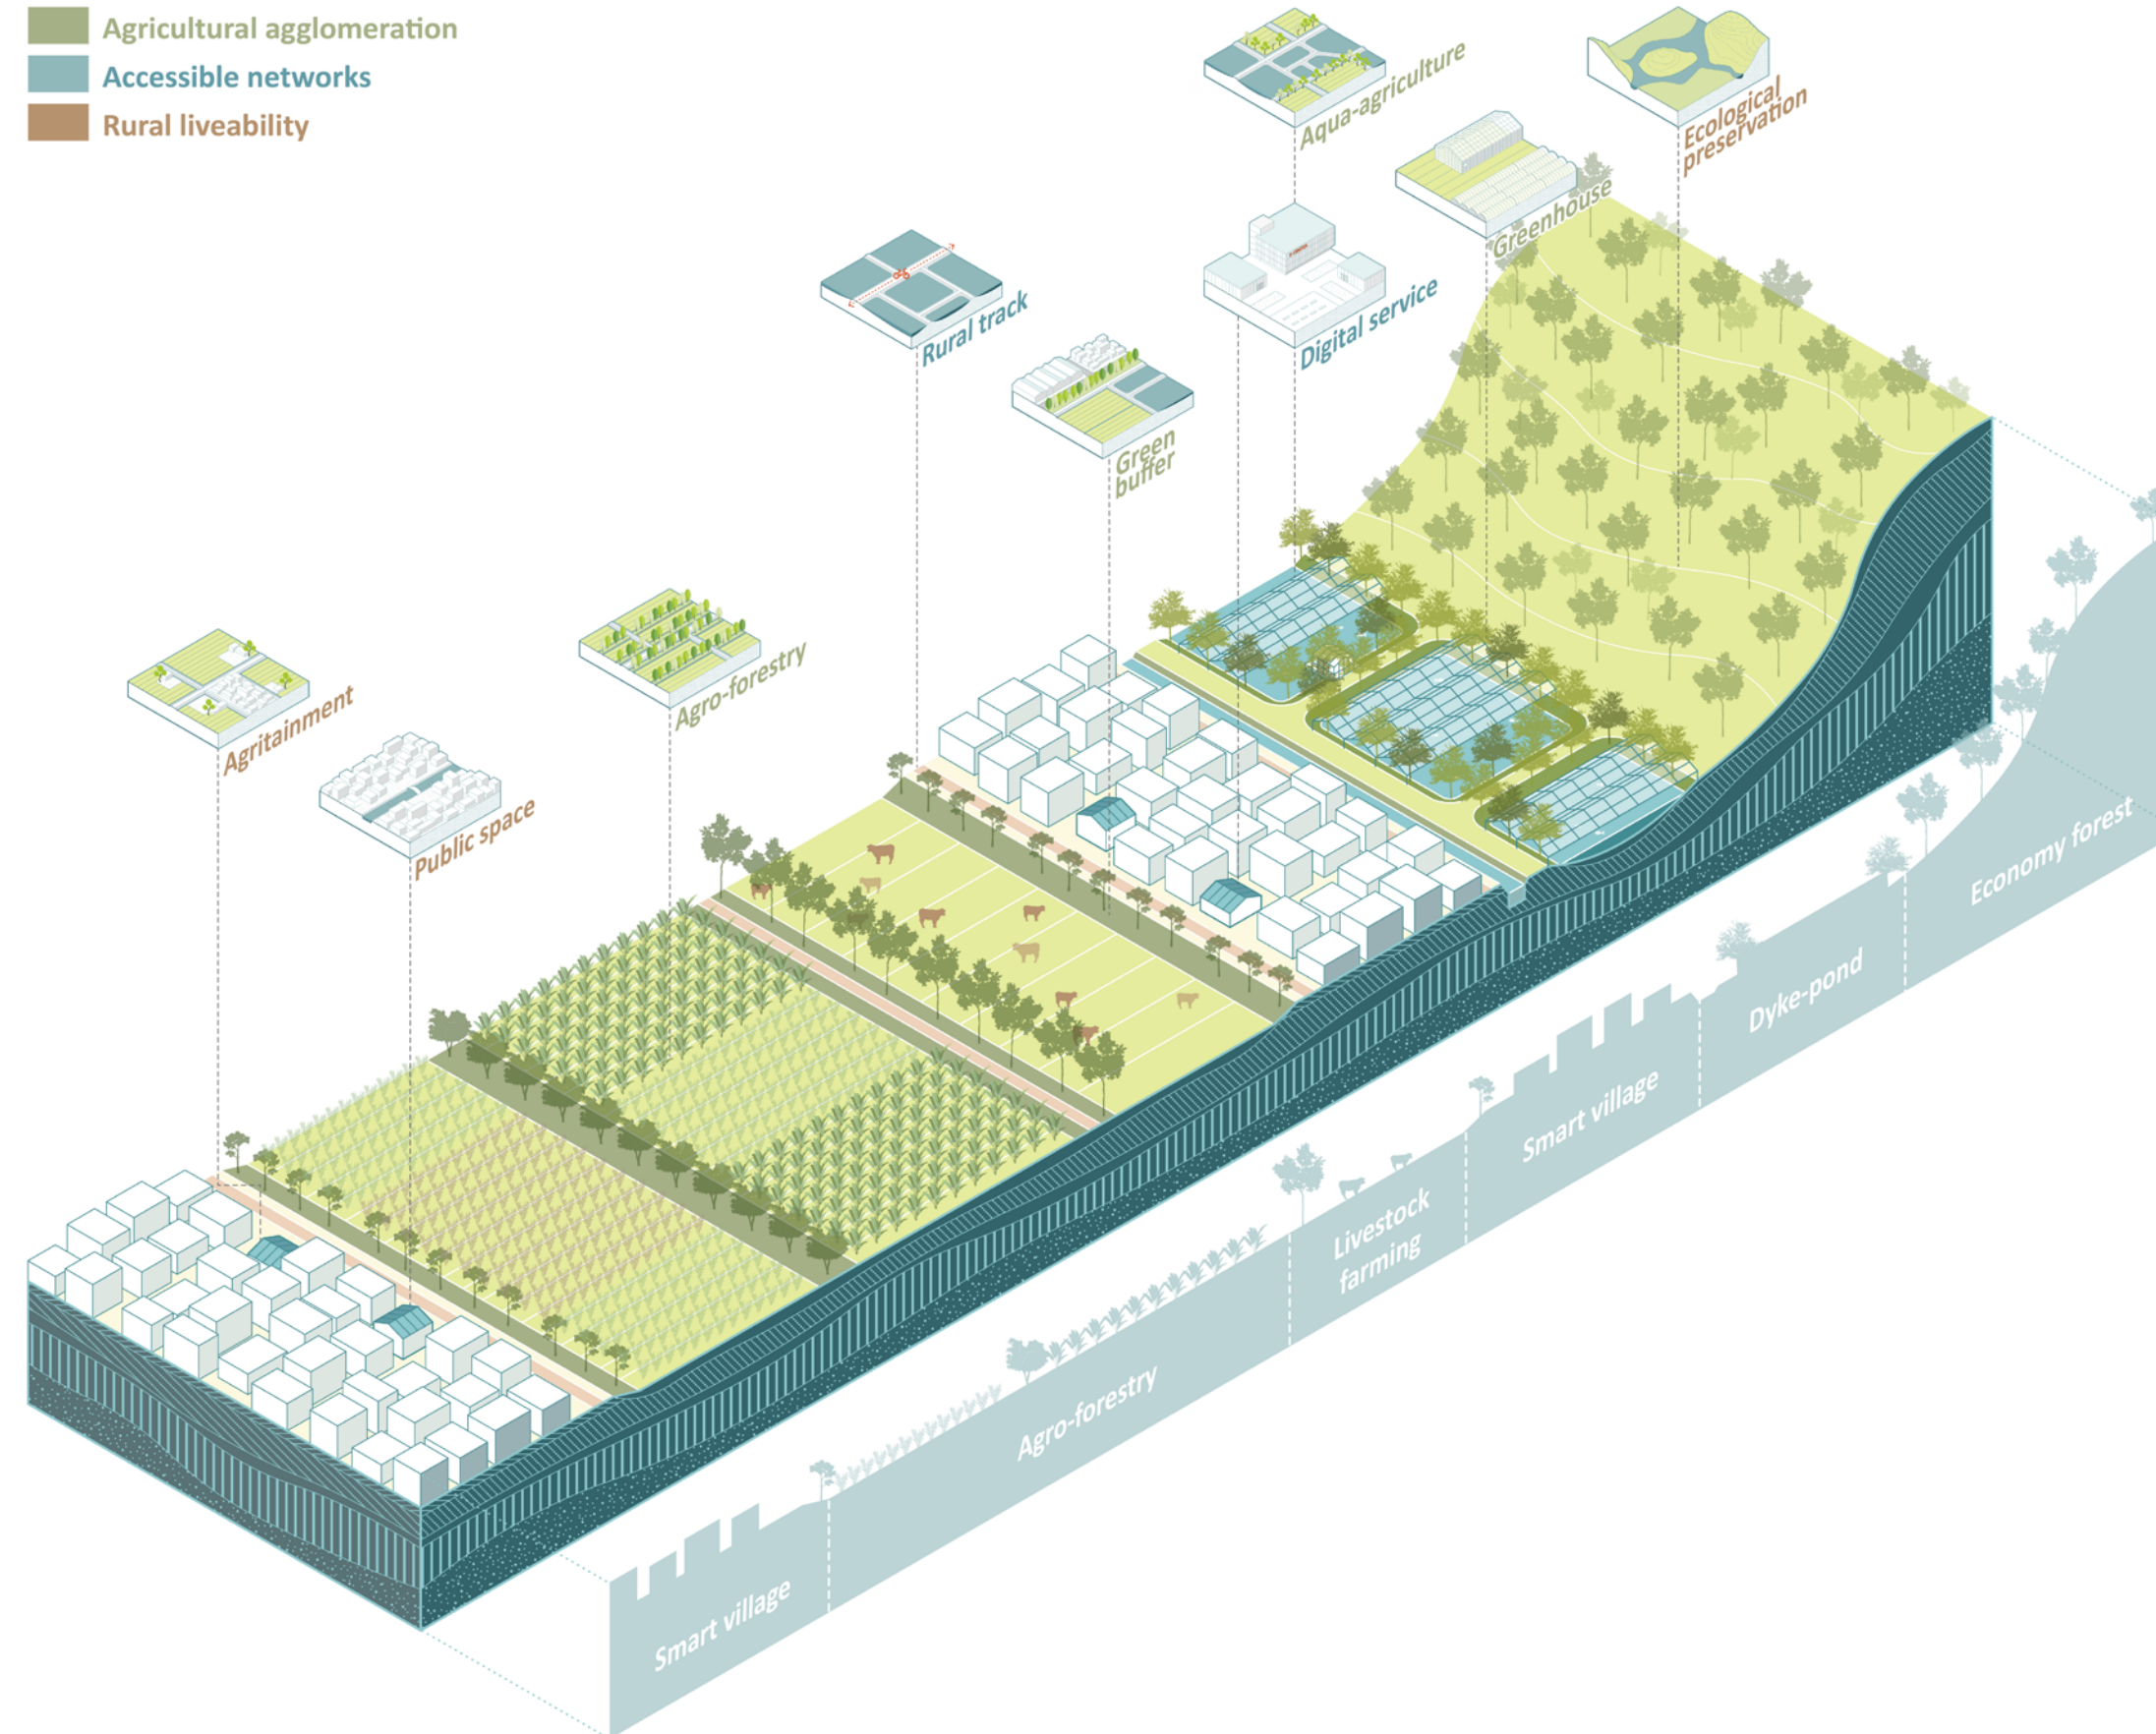 Agricultural agglomeration
Accessible networks
Rural liveability
Aqua-agriculture
Ecological
preservation
Greenhouse
Rural track
Digital service
Green
buffer
Agro-forestry
Agritainment
Public space
Economy forest
Dyke-pond
Smart village
Livestock
farming
Agro-forestry
Smart village